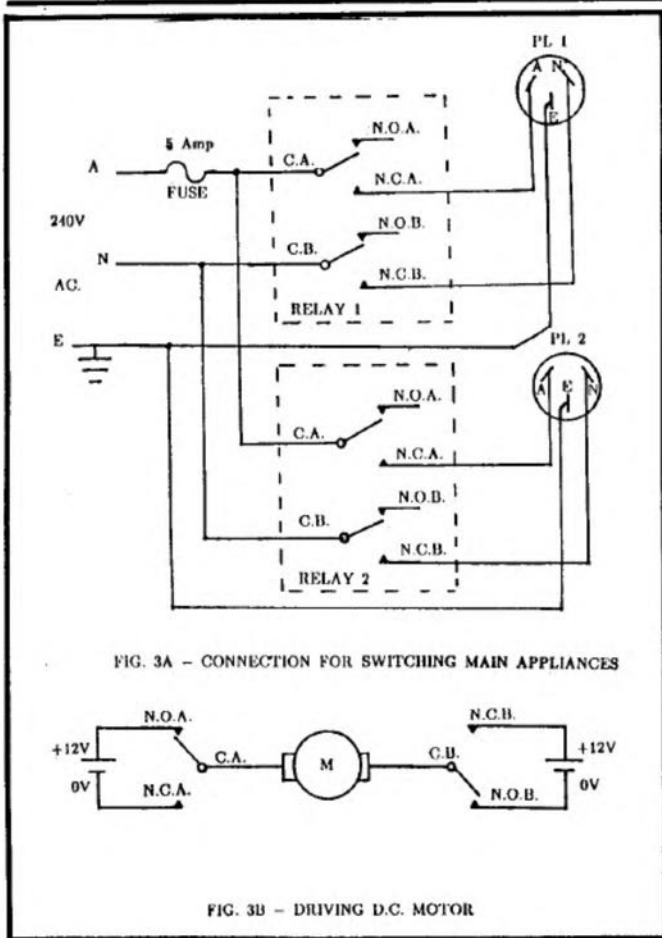 PL 1
A N
E
5 Amp
FUSE
A
C.A.
N.O.A.
N.C.A.
240V
N
AC.
C.B.
N.O.B.
N.C.B.
RELAY 1
E
PL 2
A E N
N.O.A.
C.A.
N.C.A.
N.O.B.
C.B.
N.C.B.
RELAY 2
FIG. 3A - CONNECTION FOR SWITCHING MAIN APPLIANCES
N.O.A.
N.C.B.
+12V
C.A.
M
C.B.
+12V
0V
N.C.A.
N.O.B.
0V
FIG. 3B - DRIVING D.C. MOTOR